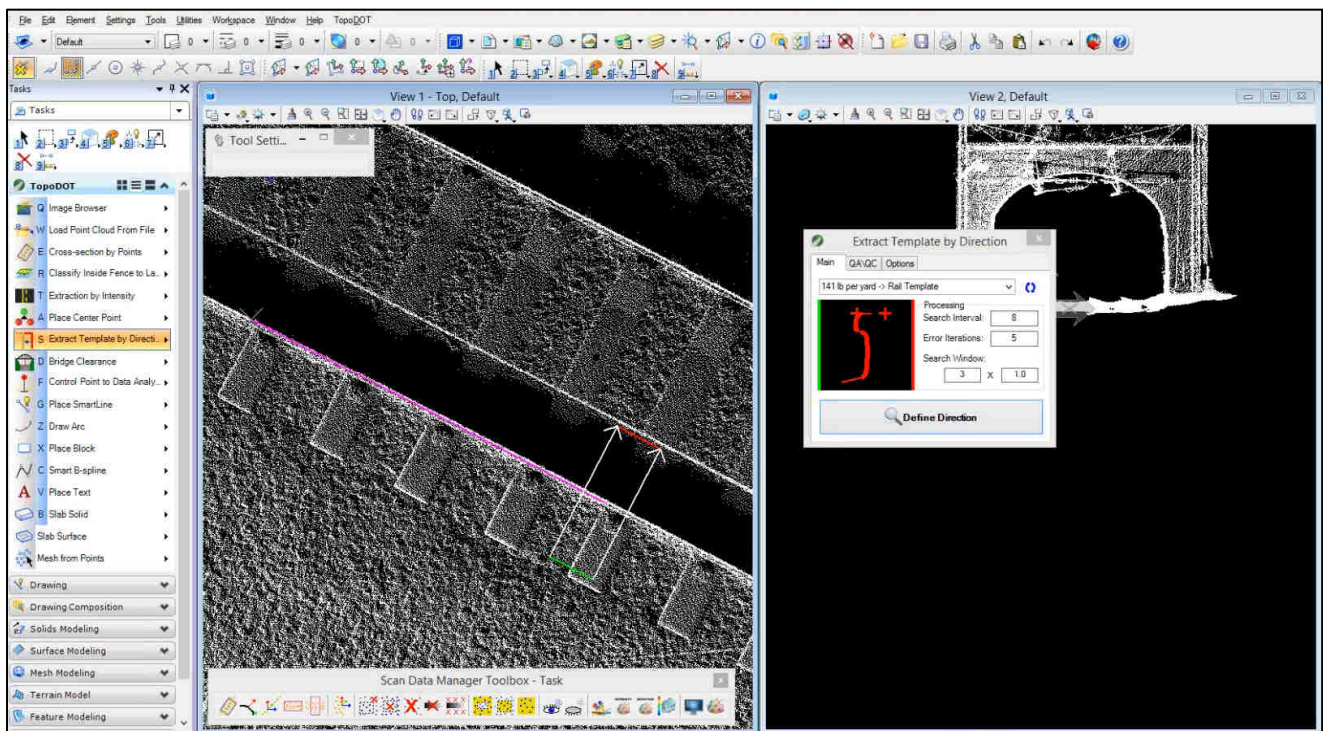 File Edit Element Settings Tools Utilities Workspace Window Help TopoDOT
Default 0 0 0 0 0
Tasks
Tasks
TopoDOT
Q Image Browser
W Load Point Cloud From File
E Cross-section by Points
R Classify Inside Fence to La..
T Extraction by Intensity
A Place Center Point
S Extract Template by Directi...
D Bridge Clearance
F Control Point to Data Analy...
G Place SmartLine
Z Draw Arc
X Place Block
C Smart B-spline
V Place Text
B Slab Solid
Slab Surface
Mesh from Points
Drawing
Drawing Composition
Solids Modeling
Surface Modeling
Mesh Modeling
Terrain Model
Feature Modeling
View 1 - Top, Default
Tool Setti...
Scan Data Manager Toolbox - Task
View 2, Default
Extract Template by Direction
Main QA\QC Options
141 lb per yard -> Rail Template
Processing
Search Interval: 8
Error Iterations: 5
Search Window:
3 X 1.0
Define Direction